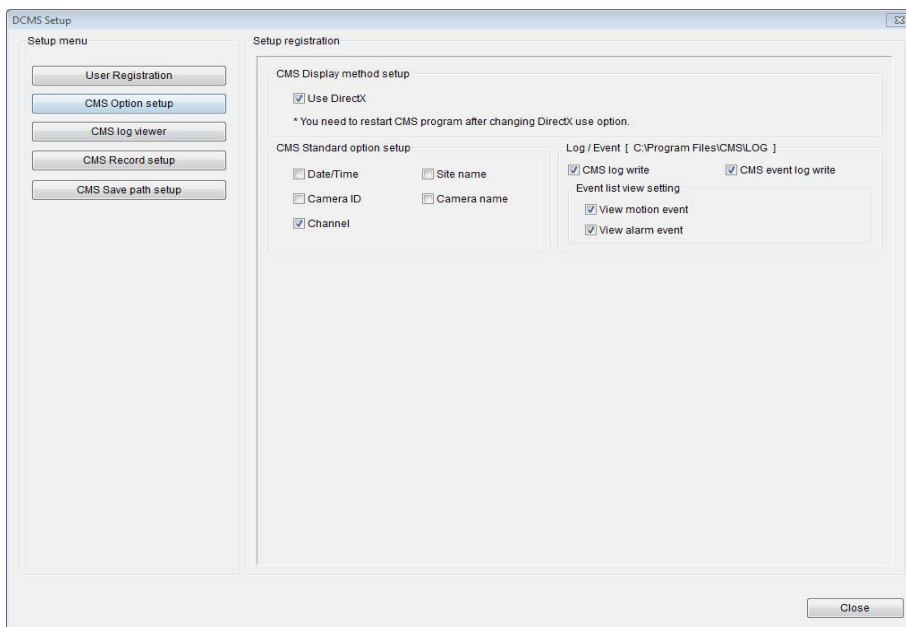 DCMS Setup
Setup menu
User Registration
CMS Option setup
CMS log viewer
CMS Record setup
CMS Save path setup
Setup registration
CMS Display method setup
Use DirectX
* You need to restart CMS program after changing DirectX use option.
CMS Standard option setup
Date/Time Site name
Camera ID Camera name
Channel
Log / Event [ C:\Program Files\CMS\LOG ]
CMS log write CMS event log write
Event list view setting
View motion event
View alarm event
Close